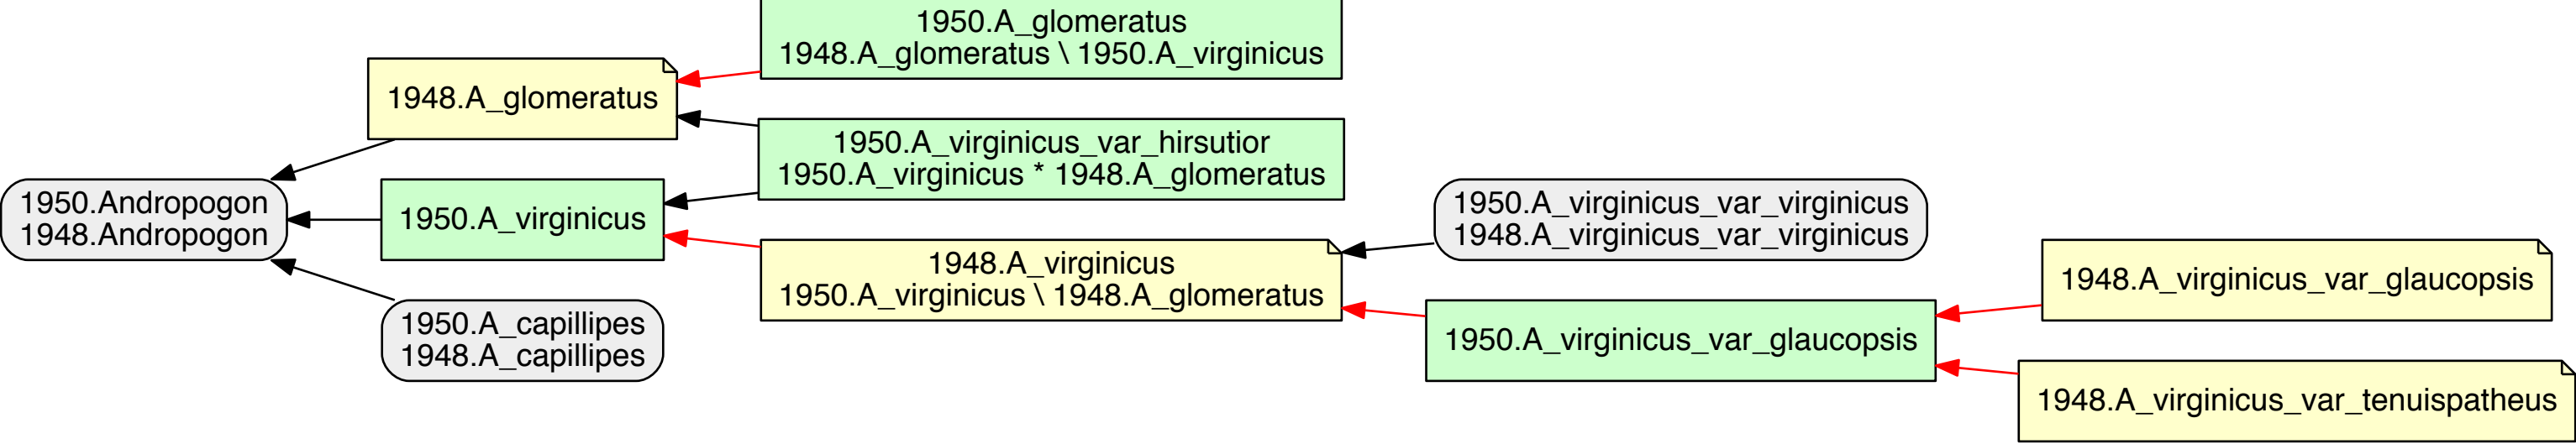 1950.A_glomeratus
1948.A_glomeratus \ 1950.A_virginicus
1948.A_glomeratus
1950.A_virginicus_var_hirsutior
1950.A_virginicus * 1948.A_glomeratus
1950.Andropogon
1948.Andropogon
1950.A_virginicus
1950.A_virginicus_var_virginicus
1948.A_virginicus_var_virginicus
1948.A_virginicus
1950.A_virginicus \ 1948.A_glomeratus
1948.A_virginicus_var_glaucopsis
1950.A_capillipes
1948.A_capillipes
1950.A_virginicus_var_glaucopsis
1948.A_virginicus_var_tenuispatheus